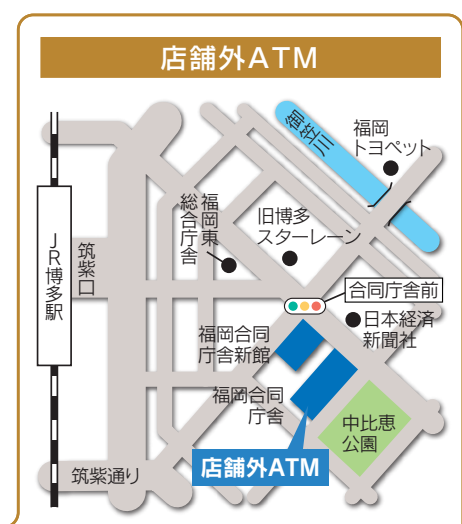 店舗外ATM
御笠川
福岡
トヨペット
福岡東
総合庁舎
旧博多
スターレーン
JR博多駅
筑紫口
合同庁舎前
日本経済
新聞社
福岡合同
庁舎新館
福岡合同
庁舎
中比恵
公園
店舗外ATM
筑紫通り